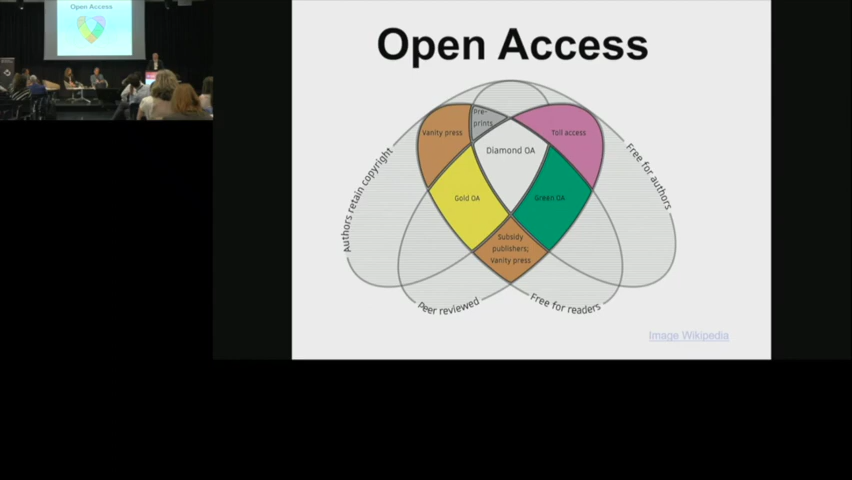 Open Access
Open Access
Pre-
prints
Vanity press
Toll access
Diamond OA
Authors retain copyright
Free for authors
Gold OA
Green OA
Subsidy
publishers;
Vanity press
Peer reviewed
Free for readers
Image Wikipedia